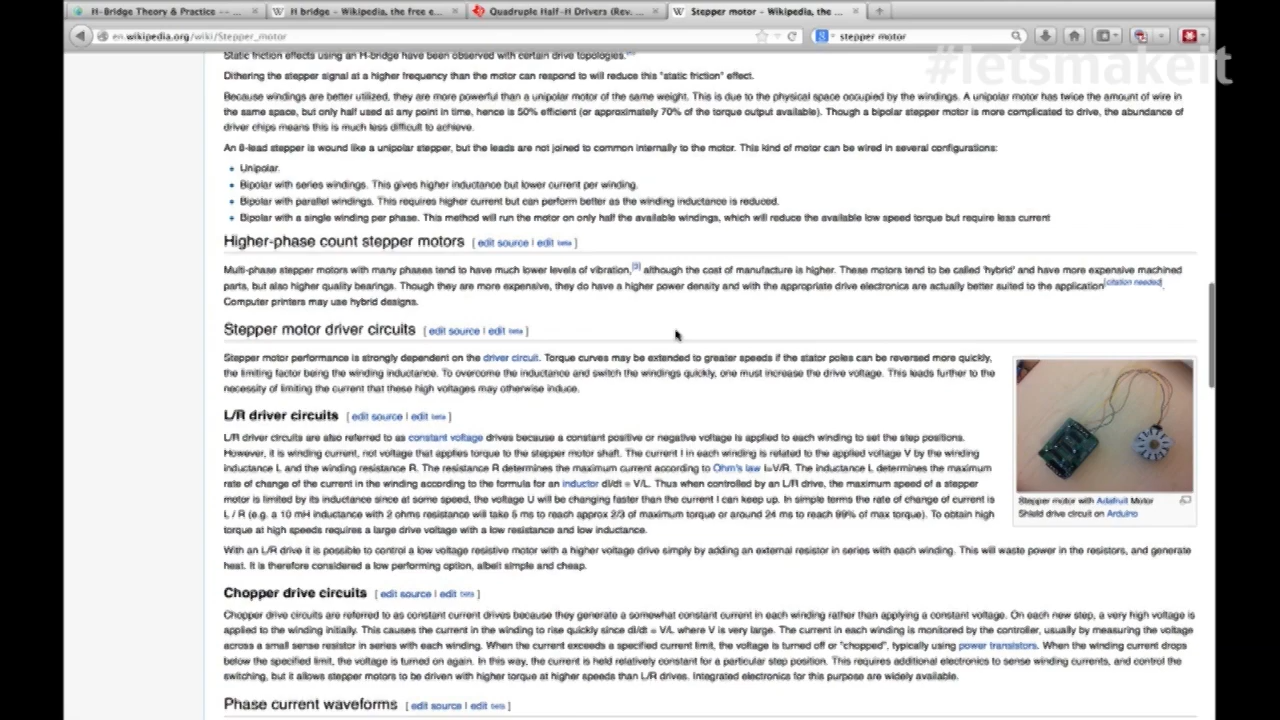 H-Bridge Theory & Practice -- ...
H bridge - Wikipedia, the free e...
Quadruple Half-H Drivers (Rev. ...
Stepper motor - Wikipedia, the ...
en.wikipedia.org/wiki/Stepper_motor
stepper motor
#letsmakeit
Static friction effects using an H-bridge have been observed with certain drive topologies.
Dithering the stepper signal at a higher frequency than the motor can respond to will reduce this "static friction" effect.
Because windings are better utilized, they are more powerful than a unipolar motor of the same weight. This is due to the physical space occupied by the windings. A unipolar motor has twice the amount of wire in
the same space, but only half used at any point in time, hence is 50% efficient (or approximately 70% of the torque output available). Though a bipolar stepper motor is more complicated to drive, the abundance of
driver chips means this is much less difficult to achieve.
An 8-lead stepper is wound like a unipolar stepper, but the leads are not joined to common internally to the motor. This kind of motor can be wired in several configurations:
Unipolar.
Bipolar with series windings. This gives higher inductance but lower current per winding.
Bipolar with parallel windings. This requires higher current but can perform better as the winding inductance is reduced.
Bipolar with a single winding per phase. This method will run the motor on only half the available windings, which will reduce the available low speed torque but require less current
Higher-phase count stepper motors [ edit source | edit beta ]
Multi-phase stepper motors with many phases tend to have much lower levels of vibration,[3] although the cost of manufacture is higher. These motors tend to be called 'hybrid' and have more expensive machined
parts, but also higher quality bearings. Though they are more expensive, they do have a higher power density and with the appropriate drive electronics are actually better suited to the application[citation needed].
Computer printers may use hybrid designs.
Stepper motor driver circuits [ edit source | edit beta ]
Stepper motor performance is strongly dependent on the driver circuit. Torque curves may be extended to greater speeds if the stator poles can be reversed more quickly,
the limiting factor being the winding inductance. To overcome the inductance and switch the windings quickly, one must increase the drive voltage. This leads further to the
necessity of limiting the current that these high voltages may otherwise induce.
L/R driver circuits [ edit source | edit beta ]
L/R driver circuits are also referred to as constant voltage drives because a constant positive or negative voltage is applied to each winding to set the step positions.
However, it is winding current, not voltage that applies torque to the stepper motor shaft. The current I in each winding is related to the applied voltage V by the winding
inductance L and the winding resistance R. The resistance R determines the maximum current according to Ohm's law I=V/R. The inductance L determines the maximum
rate of change of the current in the winding according to the formula for an inductor dI/dt = V/L. Thus when controlled by an L/R drive, the maximum speed of a stepper
motor is limited by its inductance since at some speed, the voltage U will be changing faster than the current I can keep up. In simple terms the rate of change of current is
L / R (e.g. a 10 mH inductance with 2 ohms resistance will take 5 ms to reach approx 2/3 of maximum torque or around 24 ms to reach 99% of max torque). To obtain high
torque at high speeds requires a large drive voltage with a low resistance and low inductance.
Stepper motor with Adafruit Motor
Shield drive circuit on Arduino
With an L/R drive it is possible to control a low voltage resistive motor with a higher voltage drive simply by adding an external resistor in series with each winding. This will waste power in the resistors, and generate
heat. It is therefore considered a low performing option, albeit simple and cheap.
Chopper drive circuits [ edit source | edit beta ]
Chopper drive circuits are referred to as constant current drives because they generate a somewhat constant current in each winding rather than applying a constant voltage. On each new step, a very high voltage is
applied to the winding initially. This causes the current in the winding to rise quickly since dI/dt = V/L where V is very large. The current in each winding is monitored by the controller, usually by measuring the voltage
across a small sense resistor in series with each winding. When the current exceeds a specified current limit, the voltage is turned off or "chopped", typically using power transistors. When the winding current drops
below the specified limit, the voltage is turned on again. In this way, the current is held relatively constant for a particular step position. This requires additional electronics to sense winding currents, and control the
switching, but it allows stepper motors to be driven with higher torque at higher speeds than L/R drives. Integrated electronics for this purpose are widely available.
Phase current waveforms [ edit source | edit beta ]